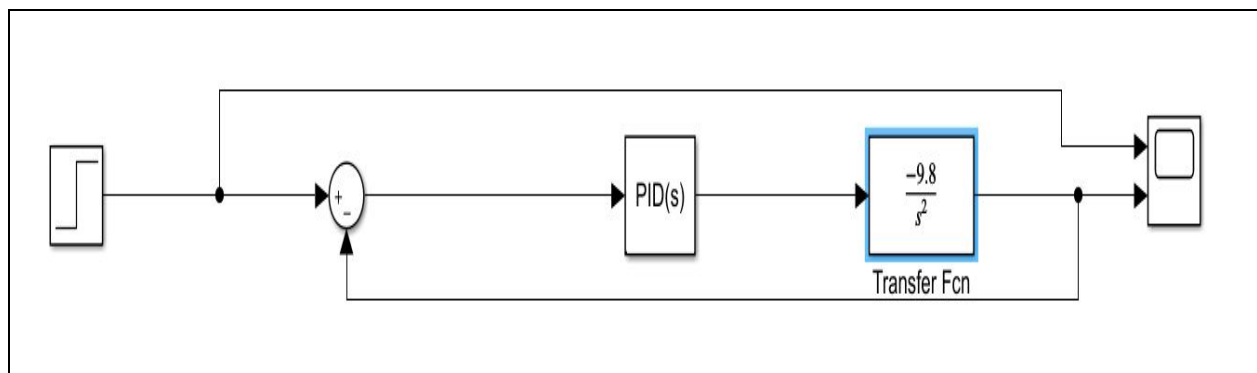 +
−
PID(s)
−9.8
s²
Transfer Fcn